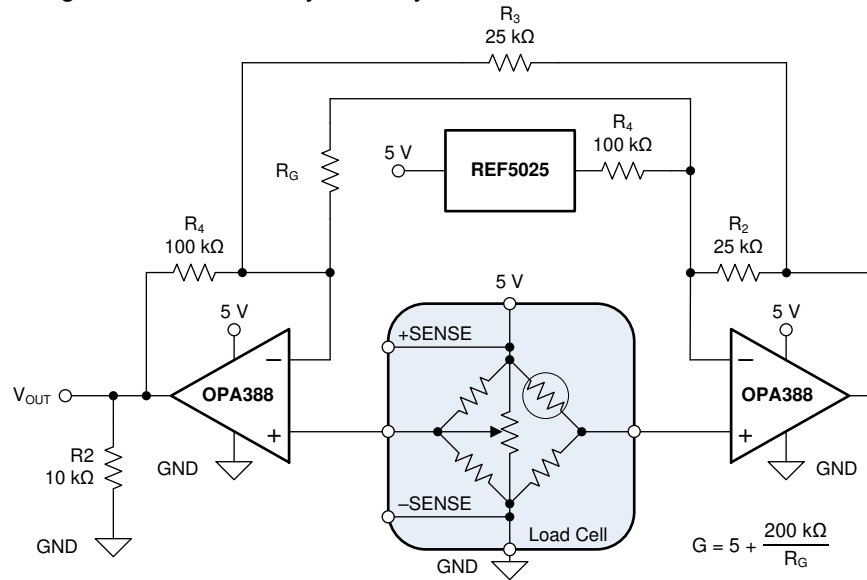 R3
25 kΩ
RG
5 V
REF5025
R4
100 kΩ
R4
100 kΩ
R2
25 kΩ
5 V
5 V
5 V
+SENSE
OPA388
−
+
OPA388
−
+
VOUT
R2
10 kΩ
GND
GND
GND
−SENSE
Load Cell
GND
GND
G = 5 + 200 kΩ / RG